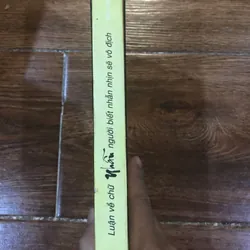 Luận về chữ Nhẫn người biết nhẫn nhịn sẽ vô địch